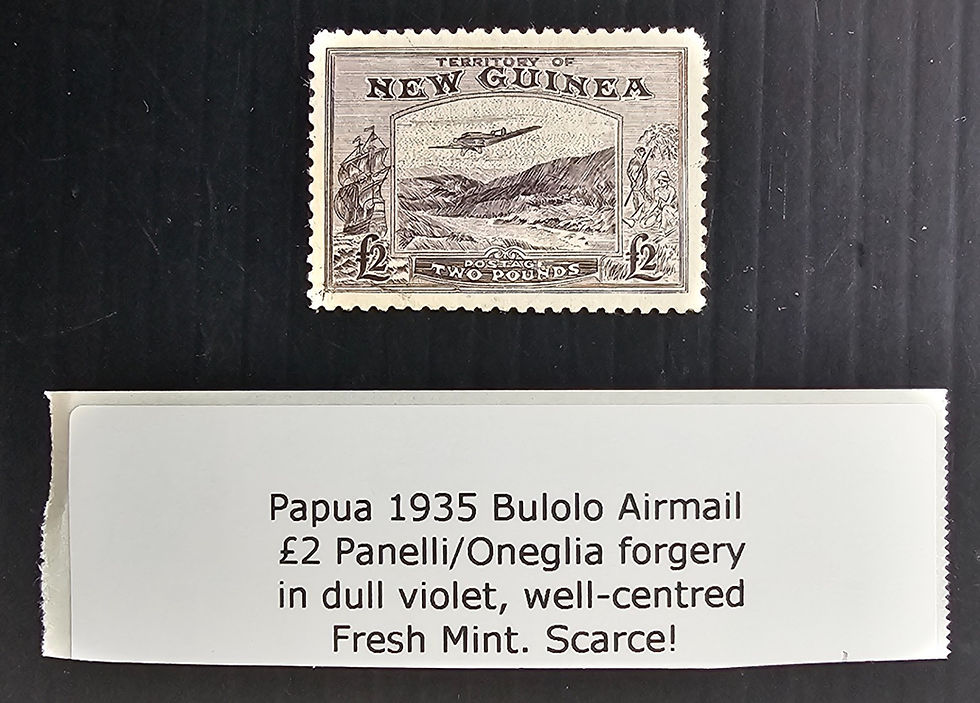 TERRITORY OF
NEW GUINEA
£2
POSTAGE
TWO POUNDS
£2
Papua 1935 Bulolo Airmail
£2 Panelli/Oneglia forgery
in dull violet, well-centred
Fresh Mint. Scarce!